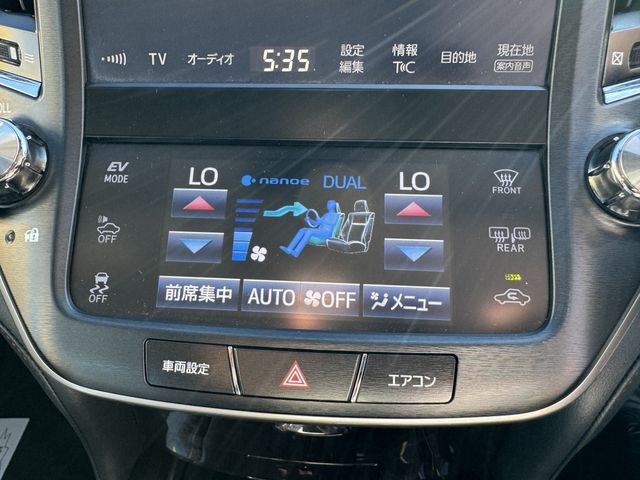 TV オーディオ 5:35 設定編集 情報T℃ 目的地 現在地 案内音声
EV MODE
LO nanoe DUAL LO
FRONT
OFF
REAR
OFF
前席集中 AUTO OFF メニュー
車両設定 エアコン